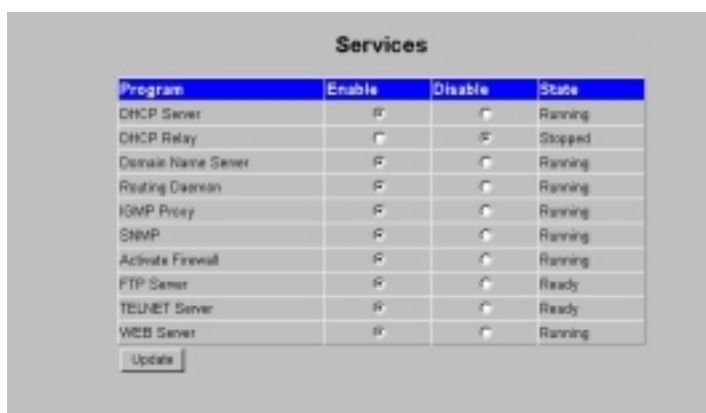 Services
Program Enable Disable State
DHCP Server Running
DHCP Relay Stopped
Domain Name Server Running
Routing Daemon Running
IGMP Proxy Running
SNMP Running
Activate Firewall Running
FTP Server Ready
TELNET Server Ready
WEB Server Running
Update